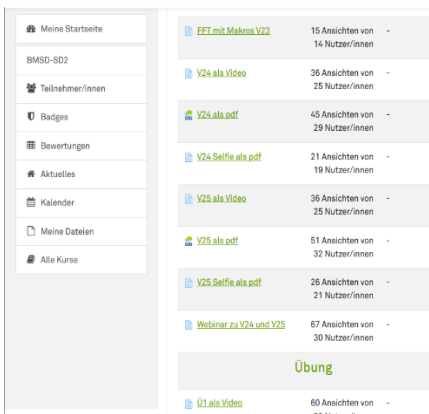 Meine Startseite
BMSD-SD2
Teilnehmer/innen
Badges
Bewertungen
Aktuelles
Kalender
Meine Dateien
Alle Kurse
FFT mit Makros V23 15 Ansichten von -
14 Nutzer/innen
V24 als Video 36 Ansichten von -
25 Nutzer/innen
V24 als pdf 45 Ansichten von -
29 Nutzer/innen
V24 Selfie als pdf 21 Ansichten von -
19 Nutzer/innen
V25 als Video 36 Ansichten von -
25 Nutzer/innen
V25 als pdf 51 Ansichten von -
32 Nutzer/innen
V25 Selfie als pdf 26 Ansichten von -
21 Nutzer/innen
Webinar zu V24 und V25 67 Ansichten von -
30 Nutzer/innen
Übung
Ü1 als Video 60 Ansichten von -